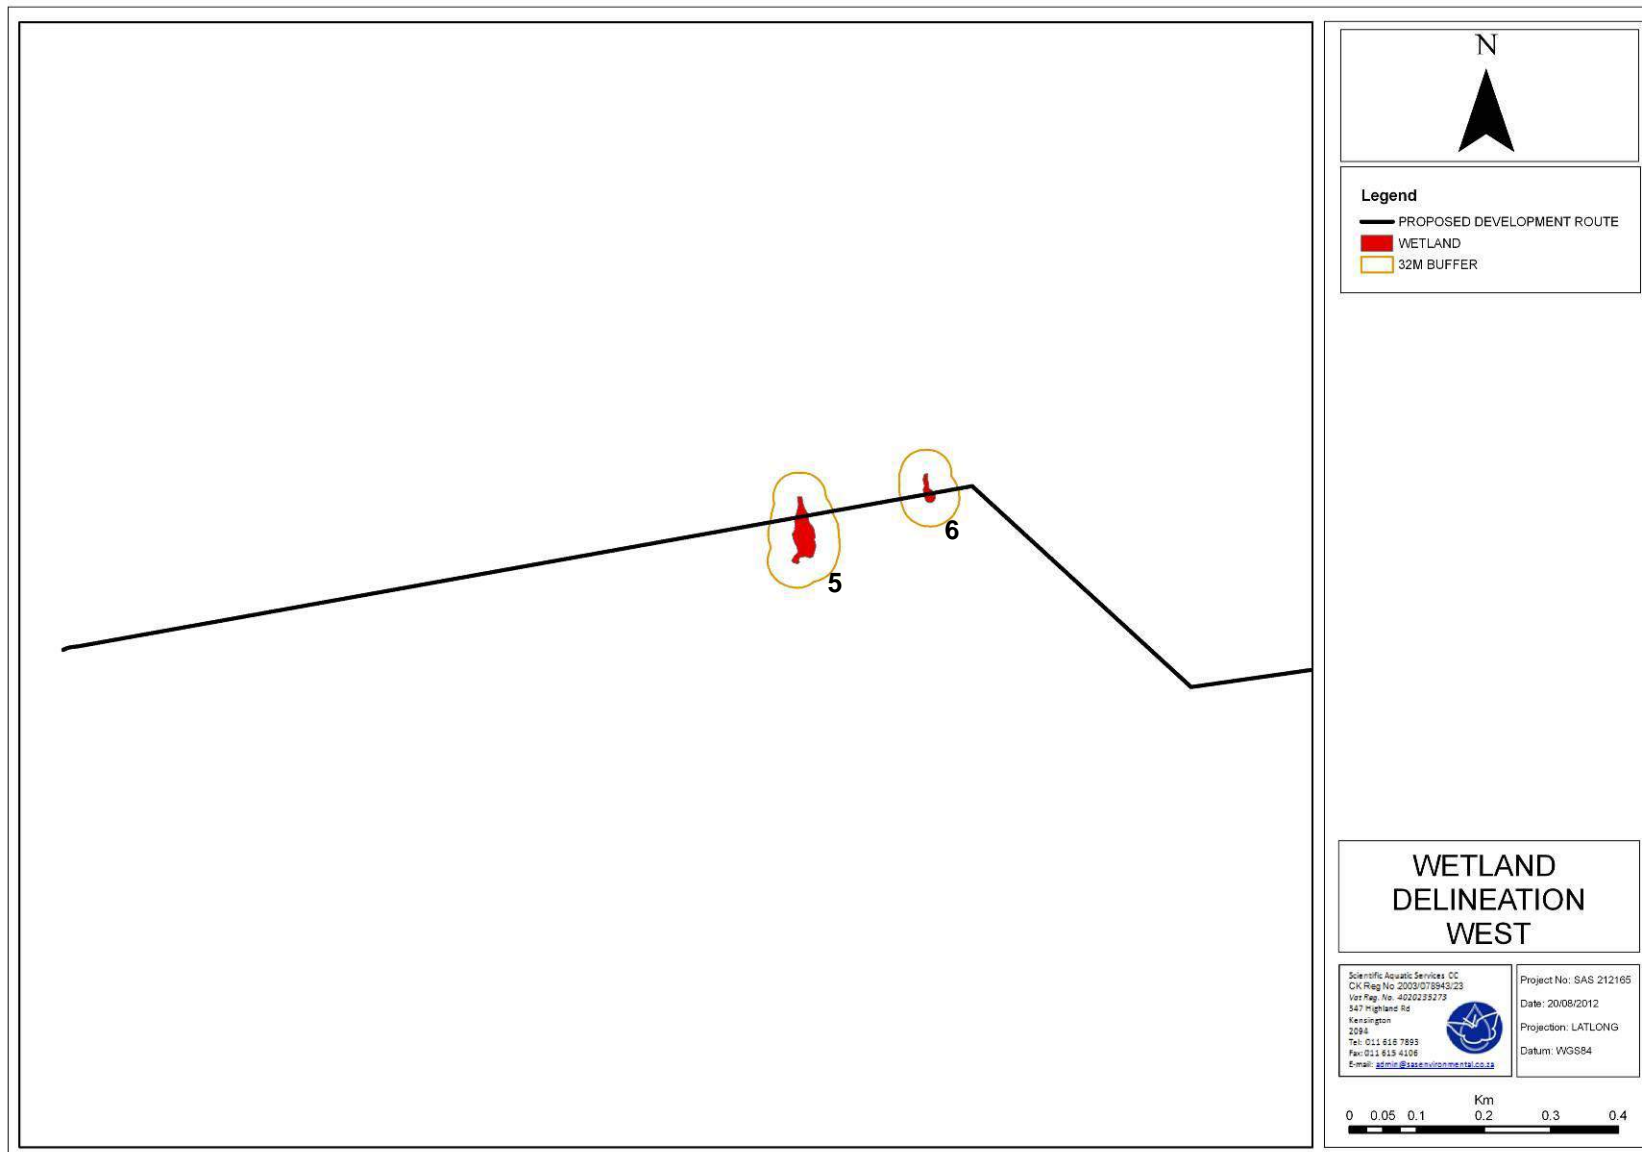 N
Legend
PROPOSED DEVELOPMENT ROUTE
WETLAND
32M BUFFER
6
5
WETLAND
DELINEATION
WEST
Scientific Aquatic Services CC
CK Reg No 2003/078943/23
Vat Reg. No. 4020235273
347 Highland Rd
Kensington
2094
Tel: 011 616 7893
Fax: 011 615 4106
E-mail: admin@sasenvironmental.co.za
Project No: SAS 212165
Date: 20/08/2012
Projection: LATLONG
Datum: WGS84
Km
0 0.05 0.1 0.2 0.3 0.4